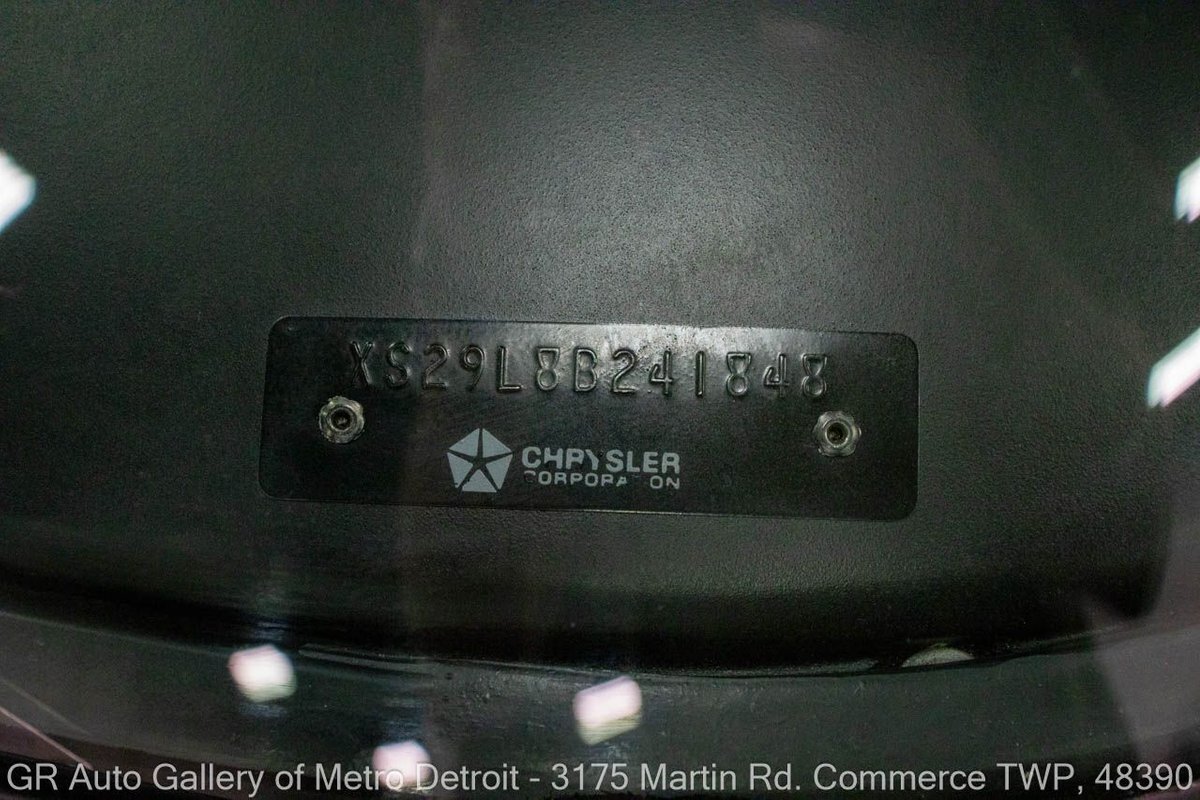 XS29L8B241848
CHRYSLER
CORPORATION
GR Auto Gallery of Metro Detroit - 3175 Martin Rd. Commerce TWP, 48390